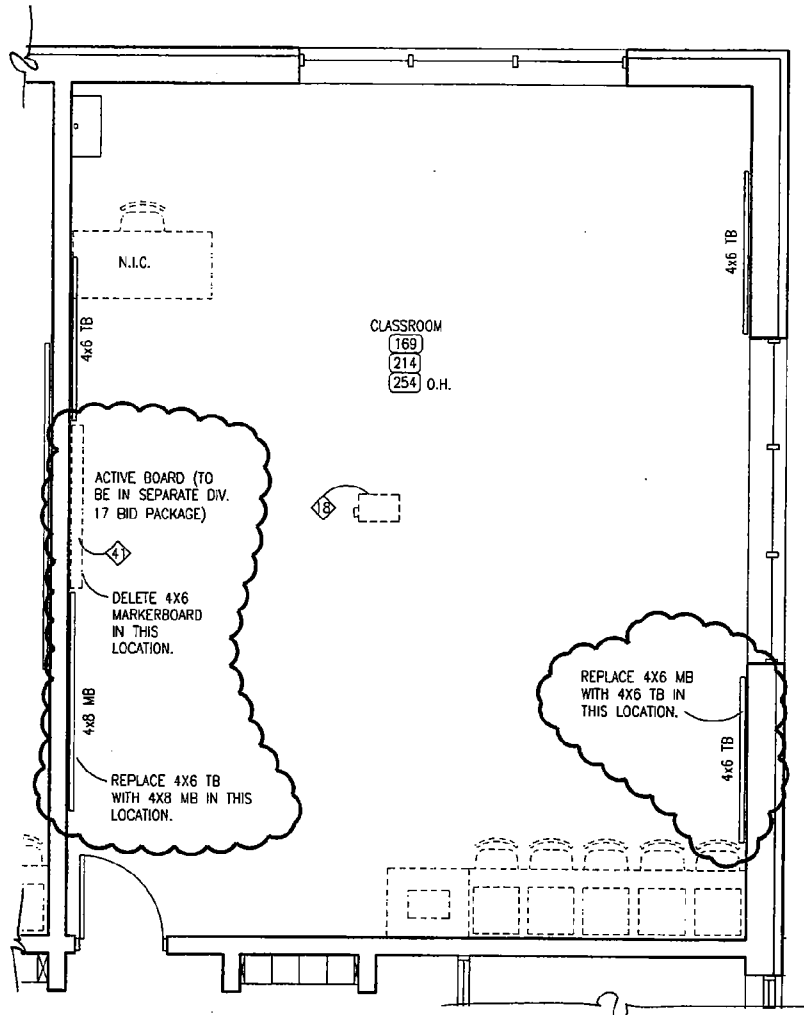 N.I.C.
4x6 TB
4x6 TB
CLASSROOM
169
214
254 O.H.
ACTIVE BOARD (TO
BE IN SEPARATE DIV.
17 BID PACKAGE)
18
41
DELETE 4X6
MARKERBOARD
IN THIS
LOCATION.
4x8 MB
REPLACE 4X6 TB
WITH 4X8 MB IN THIS
LOCATION.
REPLACE 4X6 MB
WITH 4X6 TB IN
THIS LOCATION.
4x6 TB